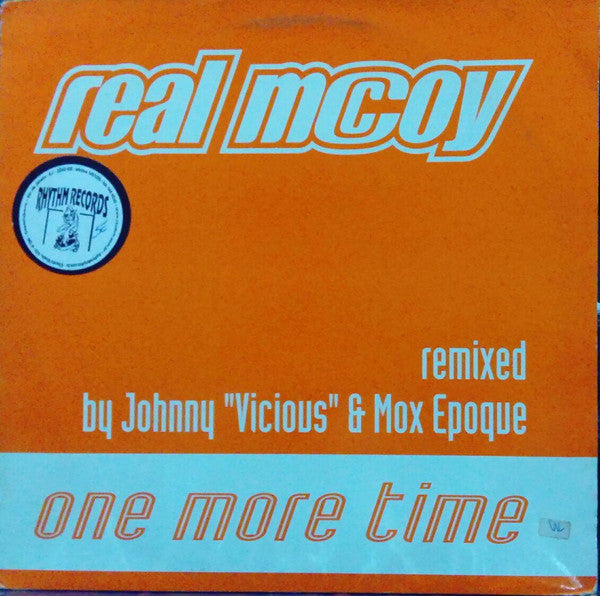 real mccoy
RHYTHM RECORDS
remixed
by Johnny "Vicious" & Mox Epoque
one more time